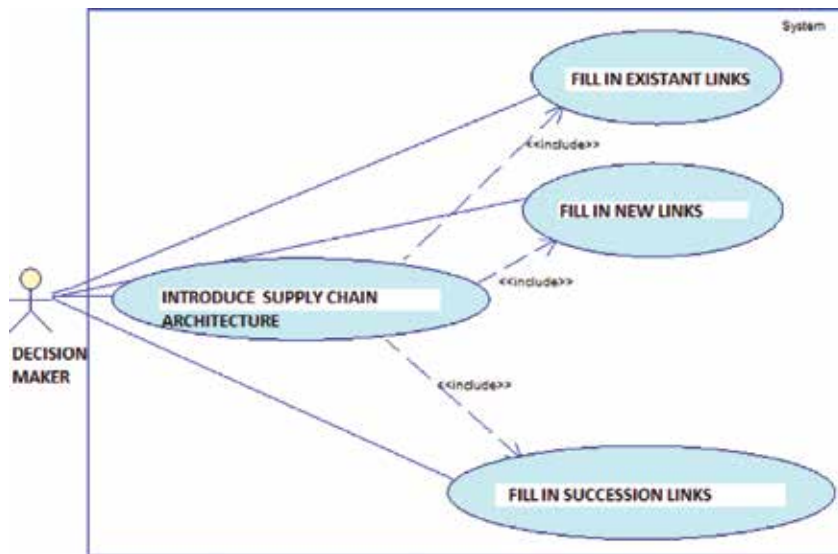 System
FILL IN EXISTANT LINKS
<<include>>
FILL IN NEW LINKS
<<include>>
INTRODUCE SUPPLY CHAIN
ARCHITECTURE
DECISION
MAKER
<<include>>
FILL IN SUCCESSION LINKS